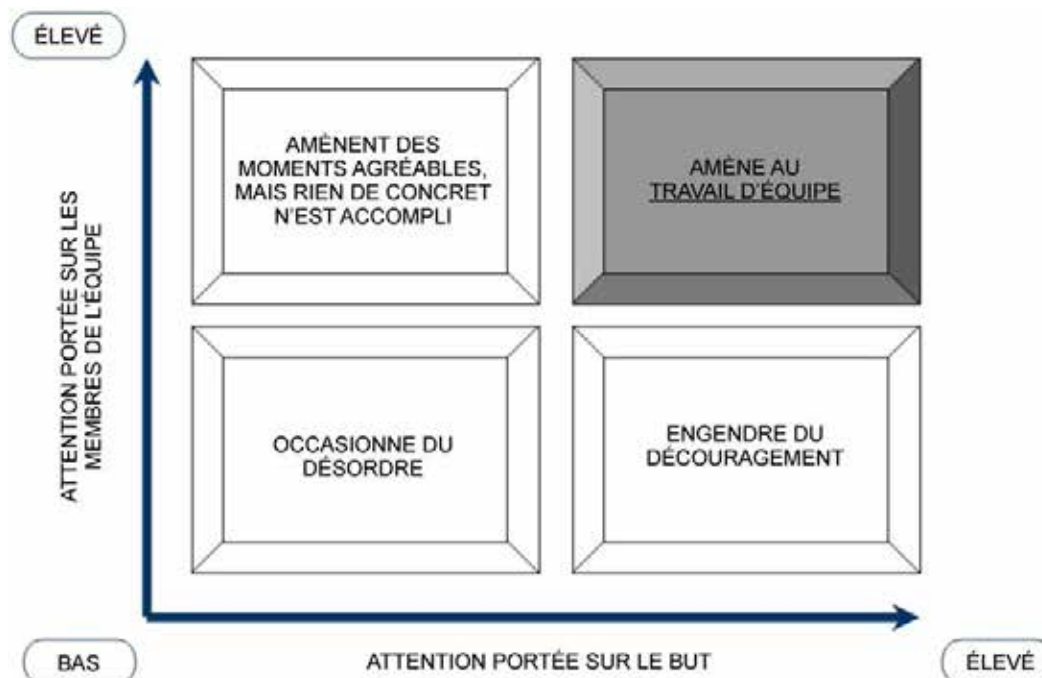 ÉLEVÉ
AMÈNENT DES
MOMENTS AGRÉABLES,
MAIS RIEN DE CONCRET
N'EST ACCOMPLI
AMÈNE AU
TRAVAIL D'ÉQUIPE
ATTENTION PORTÉE SUR LES
MEMBRES DE L'ÉQUIPE
OCCASIONNE DU
DÉSORDRE
ENGENDRE DU
DÉCOURAGEMENT
BAS
ATTENTION PORTÉE SUR LE BUT
ÉLEVÉ